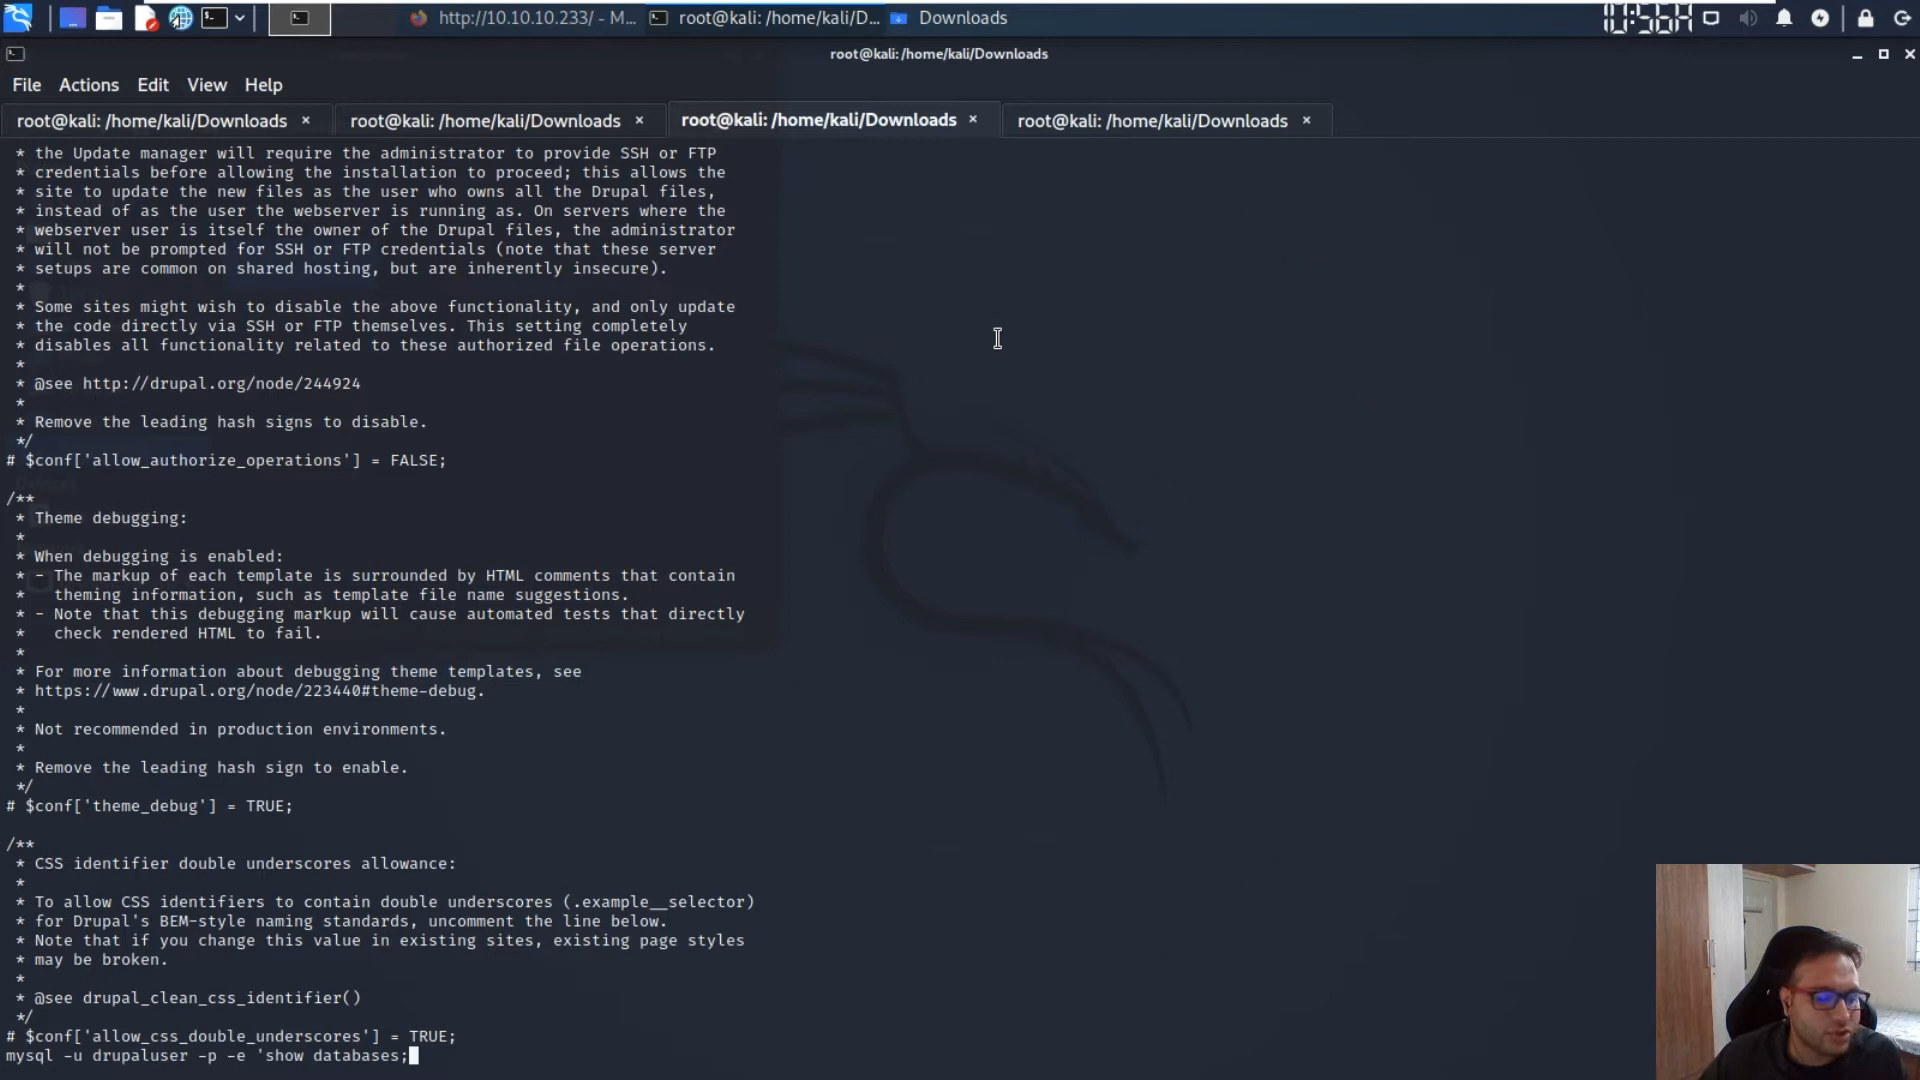 http://10.10.10.233/ - M...
root@kali: /home/kali/D...
Downloads
10:56H
root@kali: /home/kali/Downloads
File Actions Edit View Help
root@kali: /home/kali/Downloads ×
root@kali: /home/kali/Downloads ×
root@kali: /home/kali/Downloads ×
root@kali: /home/kali/Downloads ×
* the Update manager will require the administrator to provide SSH or FTP
* credentials before allowing the installation to proceed; this allows the
* site to update the new files as the user who owns all the Drupal files,
* instead of as the user the webserver is running as. On servers where the
* webserver user is itself the owner of the Drupal files, the administrator
* will not be prompted for SSH or FTP credentials (note that these server
* setups are common on shared hosting, but are inherently insecure).
*
* Some sites might wish to disable the above functionality, and only update
* the code directly via SSH or FTP themselves. This setting completely
* disables all functionality related to these authorized file operations.
*
* @see http://drupal.org/node/244924
*
* Remove the leading hash signs to disable.
*/
# $conf['allow_authorize_operations'] = FALSE;
/**
* Theme debugging:
*
* When debugging is enabled:
* - The markup of each template is surrounded by HTML comments that contain
*   theming information, such as template file name suggestions.
* - Note that this debugging markup will cause automated tests that directly
*   check rendered HTML to fail.
*
* For more information about debugging theme templates, see
* https://www.drupal.org/node/223440#theme-debug.
*
* Not recommended in production environments.
*
* Remove the leading hash sign to enable.
*/
# $conf['theme_debug'] = TRUE;
/**
* CSS identifier double underscores allowance:
*
* To allow CSS identifiers to contain double underscores (.example__selector)
* for Drupal's BEM-style naming standards, uncomment the line below.
* Note that if you change this value in existing sites, existing page styles
* may be broken.
*
* @see drupal_clean_css_identifier()
*/
# $conf['allow_css_double_underscores'] = TRUE;
mysql -u drupaluser -p -e 'show databases;